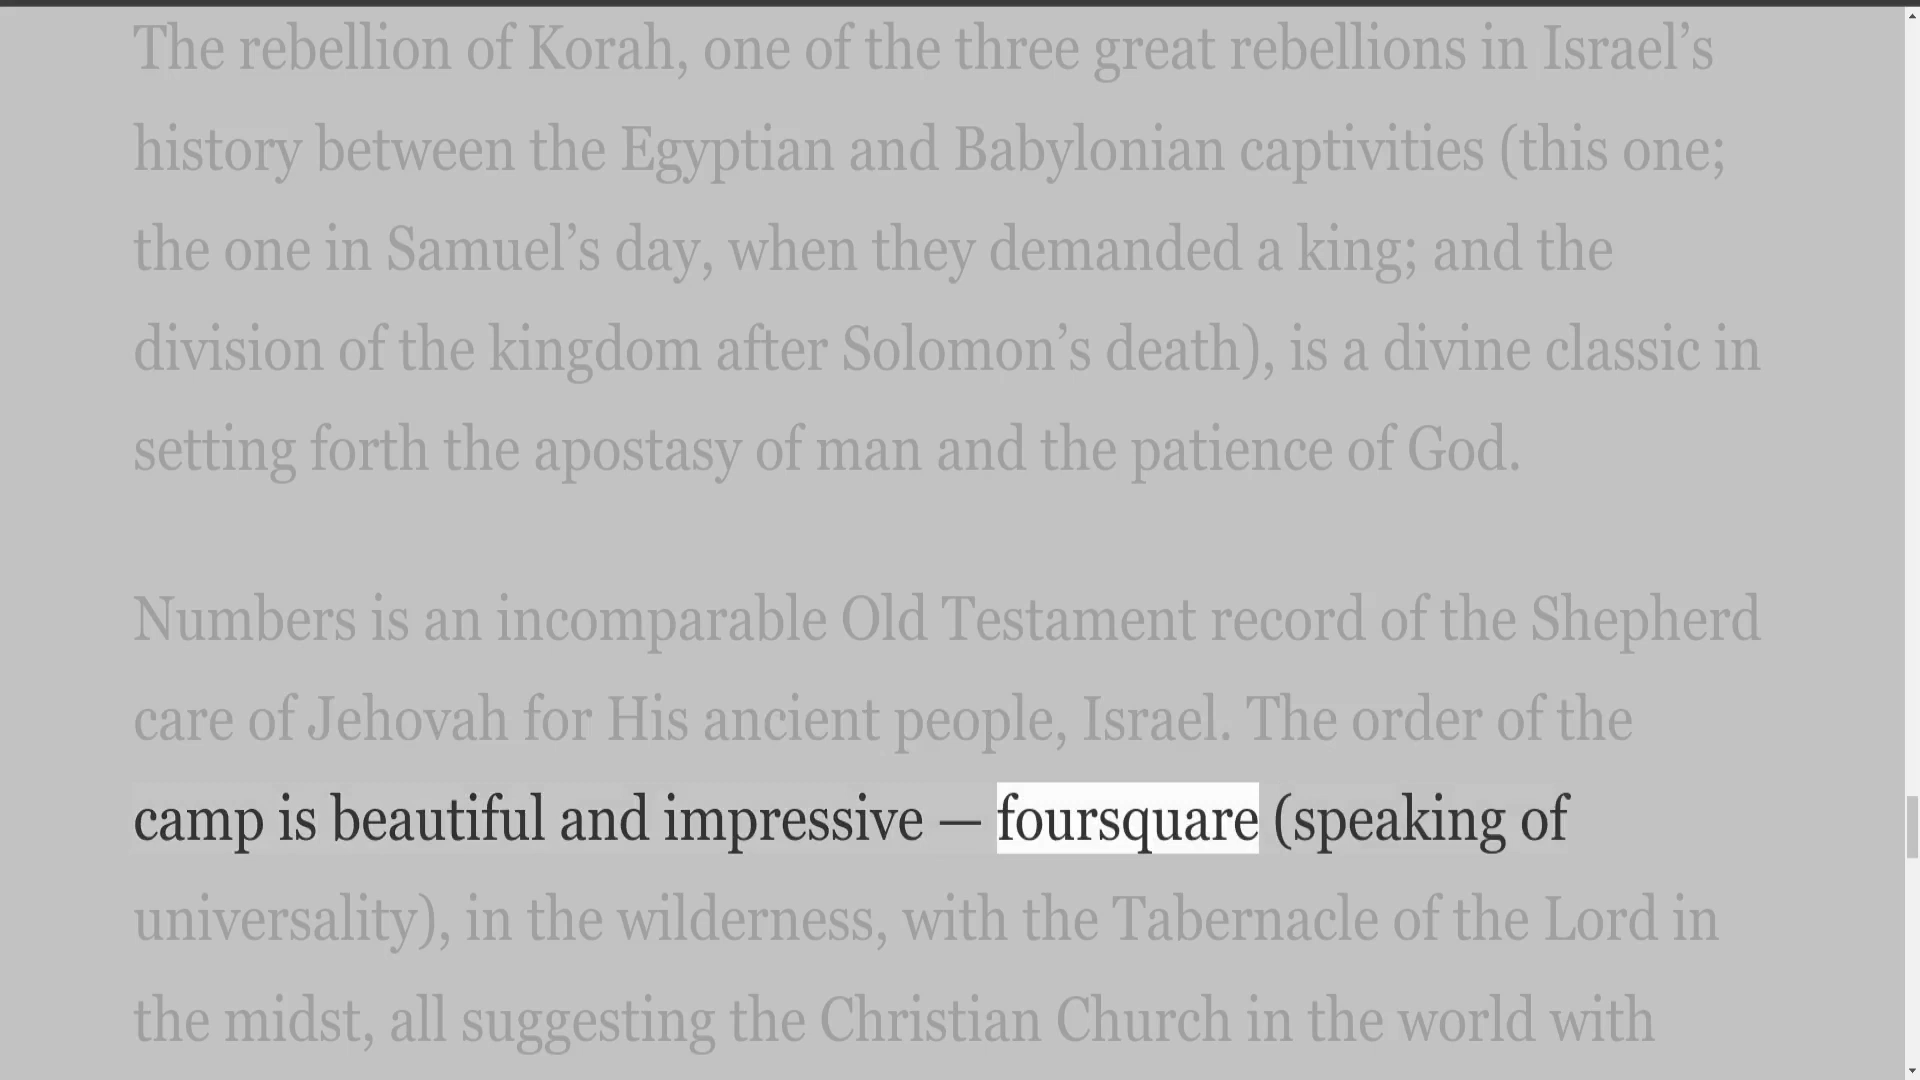 The rebellion of Korah, one of the three great rebellions in Israel’s
history between the Egyptian and Babylonian captivities (this one;
the one in Samuel’s day, when they demanded a king; and the
division of the kingdom after Solomon’s death), is a divine classic in
setting forth the apostasy of man and the patience of God.
Numbers is an incomparable Old Testament record of the Shepherd
care of Jehovah for His ancient people, Israel. The order of the
camp is beautiful and impressive — foursquare (speaking of
universality), in the wilderness, with the Tabernacle of the Lord in
the midst, all suggesting the Christian Church in the world with